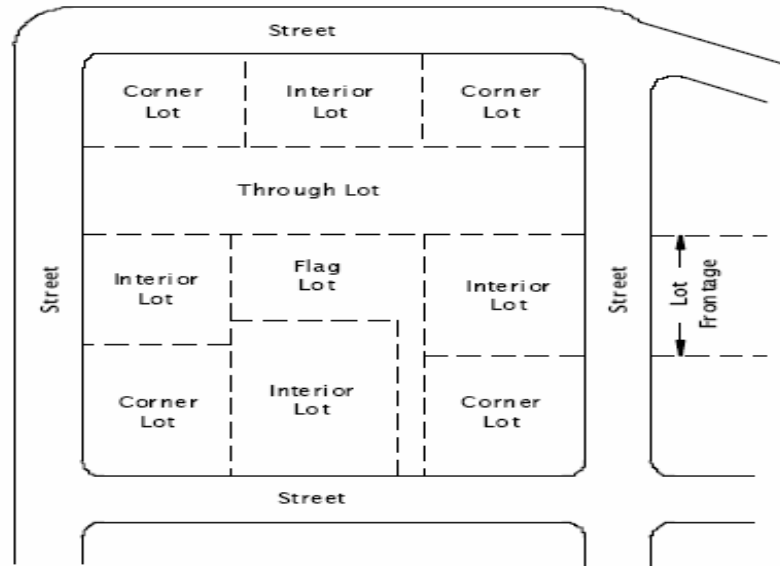 Street
Corner
Lot
Interior
Lot
Corner
Lot
Through Lot
Street
Interior
Lot
Flag
Lot
Interior
Lot
Street
Lot
Frontage
Corner
Lot
Interior
Lot
Corner
Lot
Street